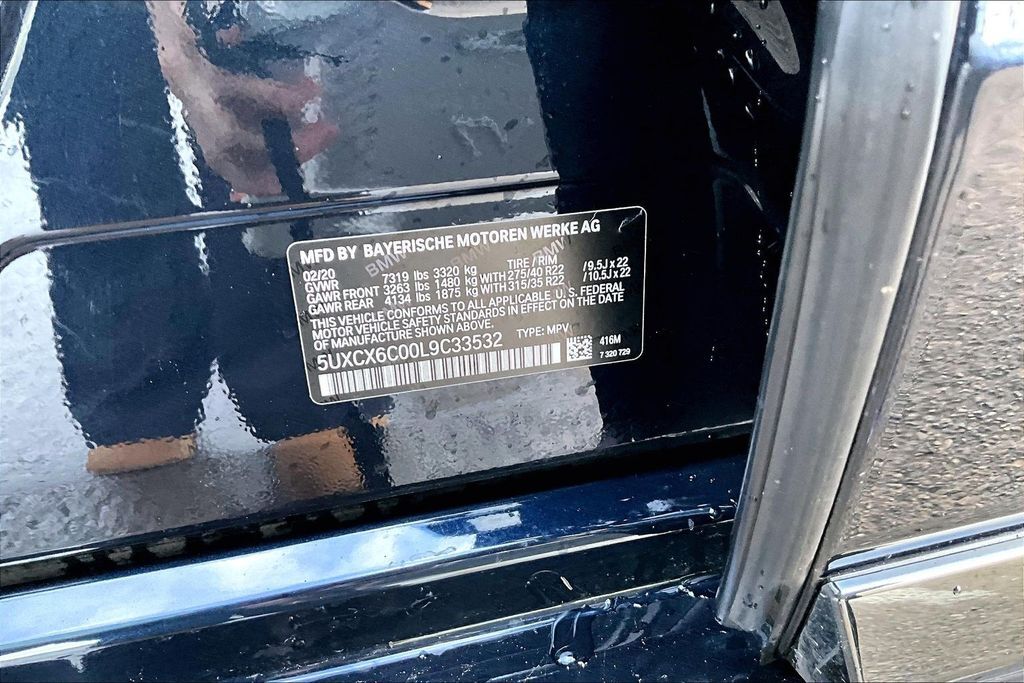 MFD BY BAYERISCHE MOTOREN WERKE AG
02/20 TIRE/RIM
GVWR 7319 lbs 3320 kg
GAWR FRONT 3263 lbs 1480 kg WITH 275/40 R22 /9.5J x 22
GAWR REAR 4134 lbs 1875 kg WITH 315/35 R22 /10.5J x 22
THIS VEHICLE CONFORMS TO ALL APPLICABLE U.S. FEDERAL
MOTOR VEHICLE SAFETY STANDARDS IN EFFECT ON THE DATE
OF MANUFACTURE SHOWN ABOVE.
5UXCX6C00L9C33532 TYPE: MPV
416M
7 320 729